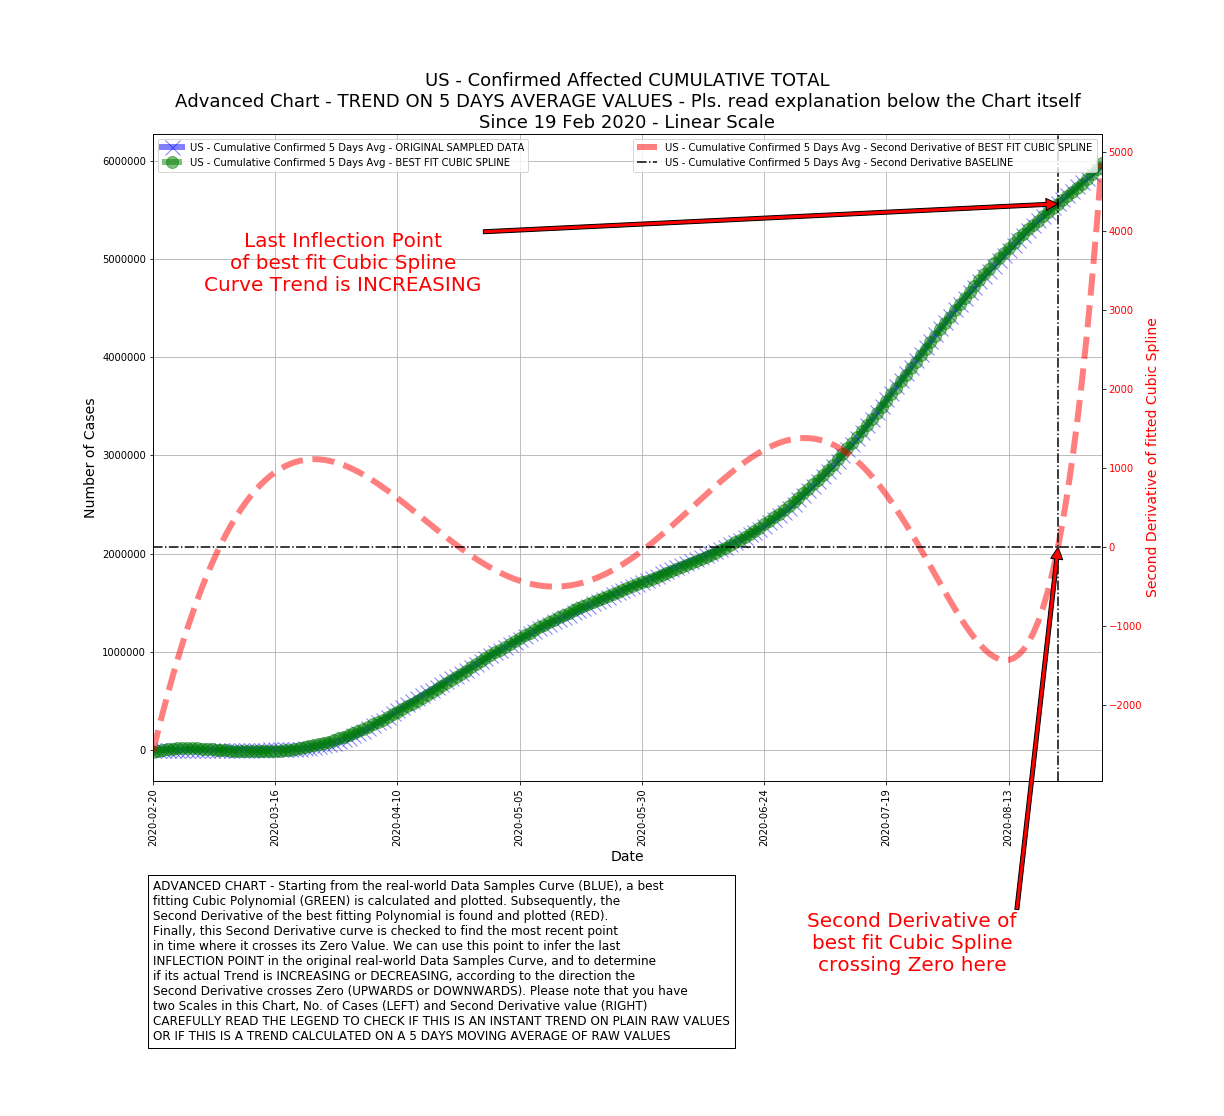 US - Confirmed Affected CUMULATIVE TOTAL
Advanced Chart - TREND ON 5 DAYS AVERAGE VALUES - Pls. read explanation below the Chart itself
Since 19 Feb 2020 - Linear Scale
US - Cumulative Confirmed 5 Days Avg - ORIGINAL SAMPLED DATA
US - Cumulative Confirmed 5 Days Avg - BEST FIT CUBIC SPLINE
US - Cumulative Confirmed 5 Days Avg - Second Derivative of BEST FIT CUBIC SPLINE
US - Cumulative Confirmed 5 Days Avg - Second Derivative BASELINE
Last Inflection Point
of best fit Cubic Spline
Curve Trend is INCREASING
Number of Cases
6000000
5000000
4000000
3000000
2000000
1000000
0
5000
4000
3000
2000
1000
0
−1000
−2000
Second Derivative of fitted Cubic Spline
2020-02-20
2020-03-16
2020-04-10
2020-05-05
2020-05-30
2020-06-24
2020-07-19
2020-08-13
Date
ADVANCED CHART - Starting from the real-world Data Samples Curve (BLUE), a best
fitting Cubic Polynomial (GREEN) is calculated and plotted. Subsequently, the
Second Derivative of the best fitting Polynomial is found and plotted (RED).
Finally, this Second Derivative curve is checked to find the most recent point
in time where it crosses its Zero Value. We can use this point to infer the last
INFLECTION POINT in the original real-world Data Samples Curve, and to determine
if its actual Trend is INCREASING or DECREASING, according to the direction the
Second Derivative crosses Zero (UPWARDS or DOWNWARDS). Please note that you have
two Scales in this Chart, No. of Cases (LEFT) and Second Derivative value (RIGHT)
CAREFULLY READ THE LEGEND TO CHECK IF THIS IS AN INSTANT TREND ON PLAIN RAW VALUES
OR IF THIS IS A TREND CALCULATED ON A 5 DAYS MOVING AVERAGE OF RAW VALUES
Second Derivative of
best fit Cubic Spline
crossing Zero here